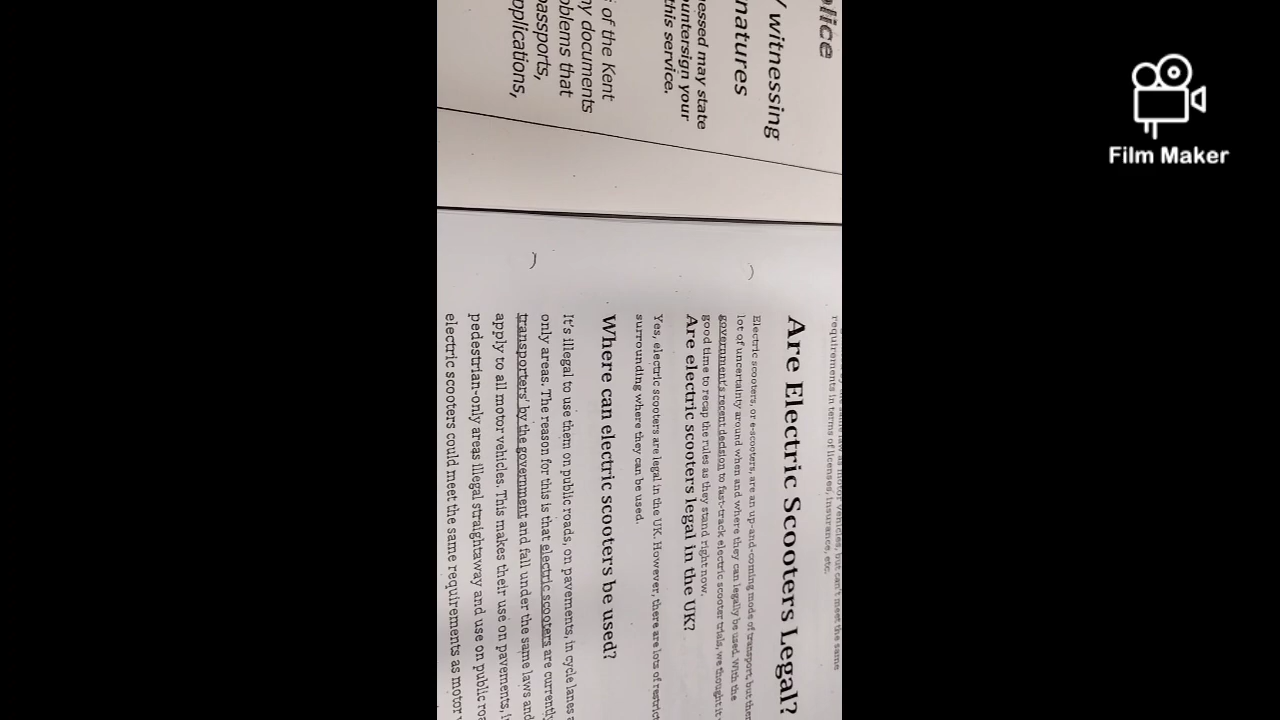 olice
witnessing
natures
essed may state
untersign your
this service.
of the Kent
ny documents
oblems that
passports,
pplications,
requirements in terms of licenses, insurance, etc.
Are Electric Scooters Legal?
Electric scooters, or e-scooters, are an up-and-coming mode of transport, but ther
lot of uncertainty around when and where they can legally be used. With the
government's recent decision to fast-track electric scooter trials, we thought it
good time to recap the rules as they stand right now.
Are electric scooters legal in the UK?
Yes, electric scooters are legal in the UK. However, there are lots of restrict
surrounding where they can be used.
Where can electric scooters be used?
It's illegal to use them on public roads, on pavements, in cycle lanes
only areas. The reason for this is that electric scooters are currently
transporters' by the government and fall under the same laws and
apply to all motor vehicles. This makes their use on pavements, i
pedestrian-only areas illegal straightaway and use on public roa
electric scooters could meet the same requirements as motor
Film Maker